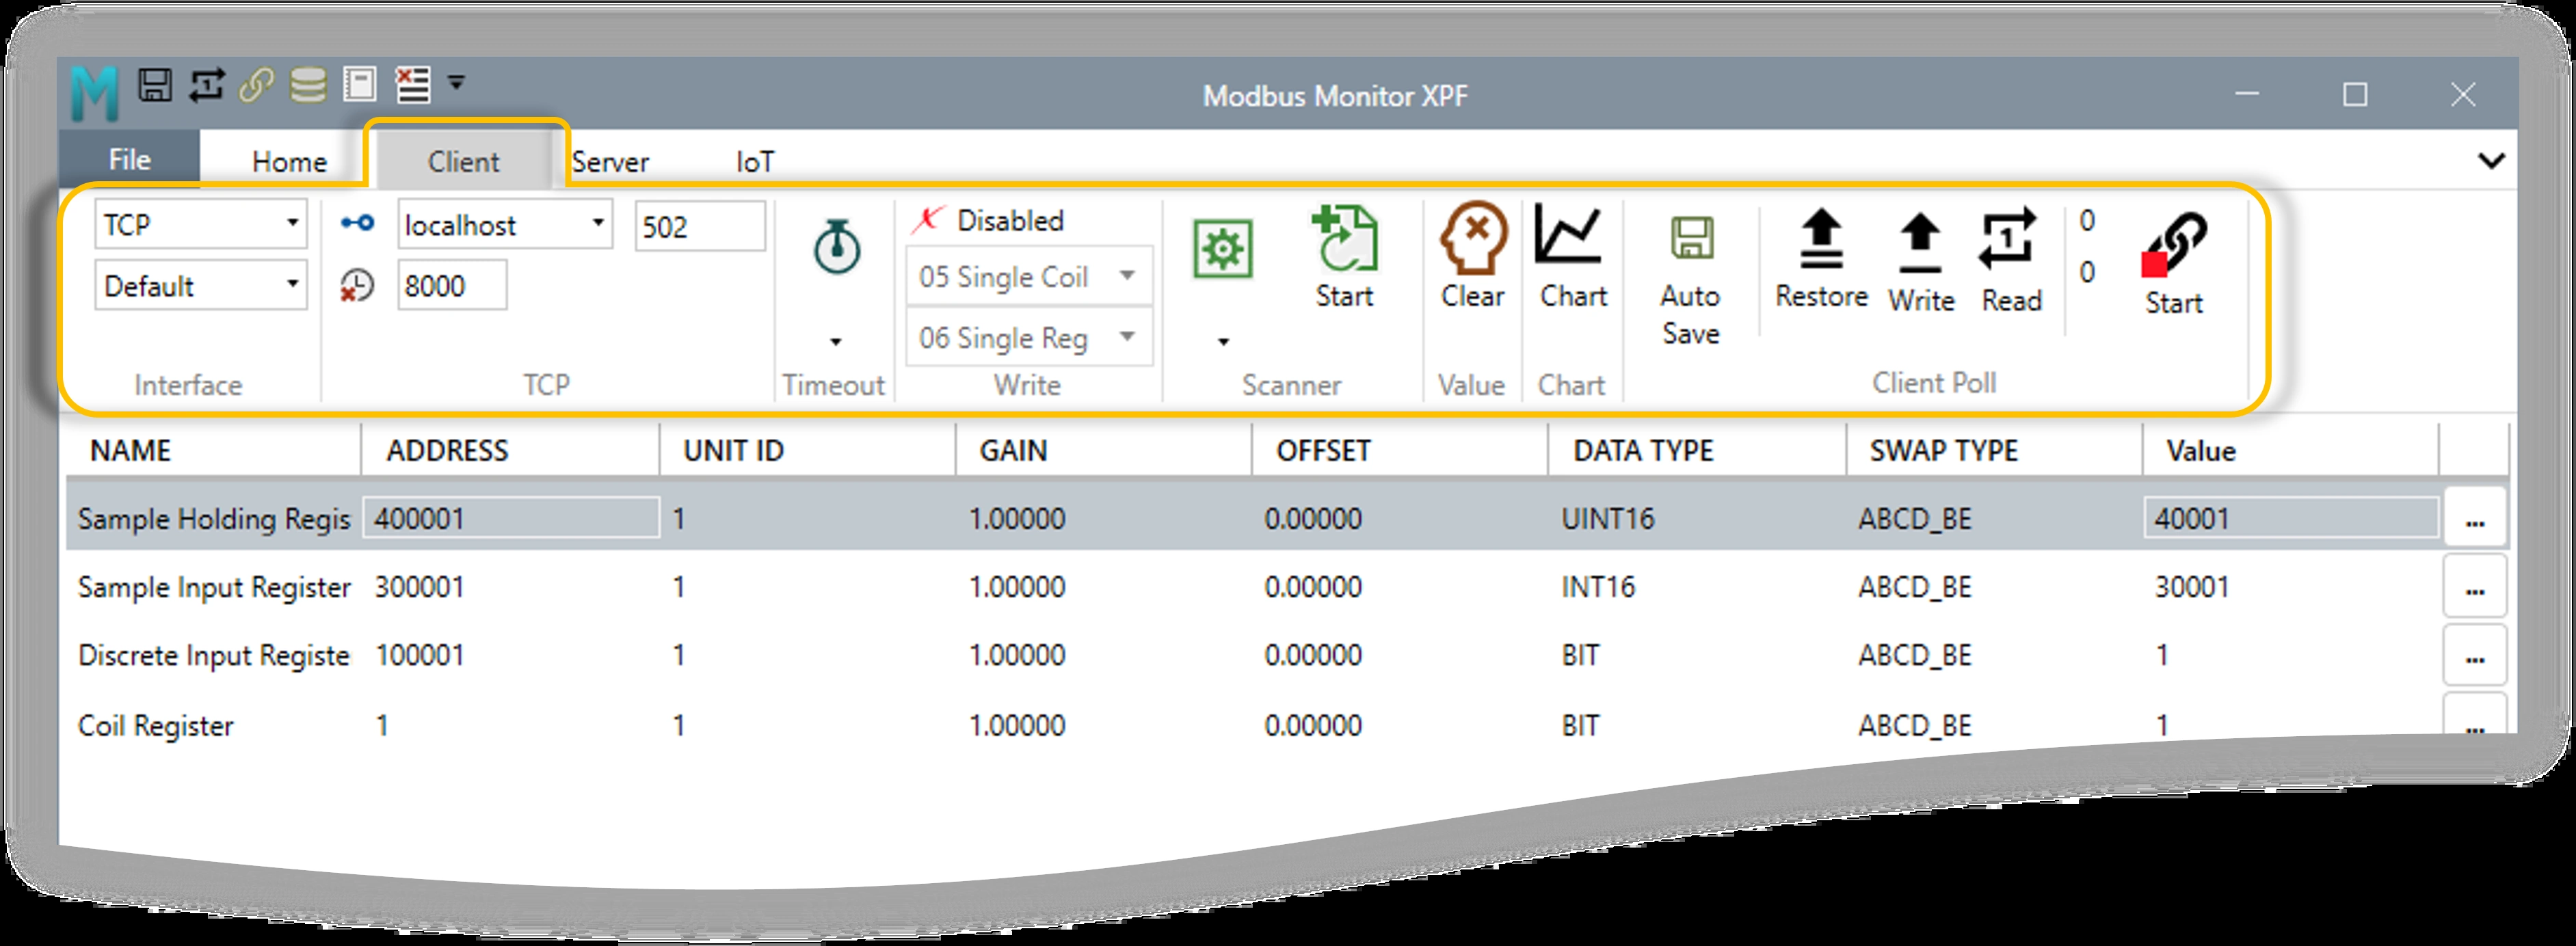 Modbus Monitor XPF
File Home Client Server IoT
TCP localhost 502 Disabled 0
Default 8000 05 Single Coil 0
06 Single Reg
Start Clear Chart Auto Save Restore Write Read Start
Interface TCP Timeout Write Scanner Value Chart Client Poll
NAME ADDRESS UNIT ID GAIN OFFSET DATA TYPE SWAP TYPE Value
Sample Holding Regis 400001 1 1.00000 0.00000 UINT16 ABCD_BE 40001 ...
Sample Input Register 300001 1 1.00000 0.00000 INT16 ABCD_BE 30001 ...
Discrete Input Registe 100001 1 1.00000 0.00000 BIT ABCD_BE 1 ...
Coil Register 1 1 1.00000 0.00000 BIT ABCD_BE 1 ...